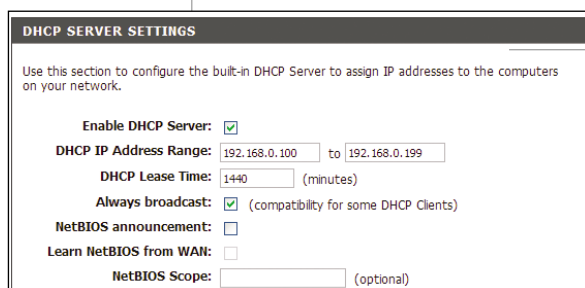 DHCP SERVER SETTINGS
Use this section to configure the built-in DHCP Server to assign IP addresses to the computers
on your network.
Enable DHCP Server:
DHCP IP Address Range: 192.168.0.100 to 192.168.0.199
DHCP Lease Time: 1440 (minutes)
Always broadcast: (compatibility for some DHCP Clients)
NetBIOS announcement:
Learn NetBIOS from WAN:
NetBIOS Scope: (optional)